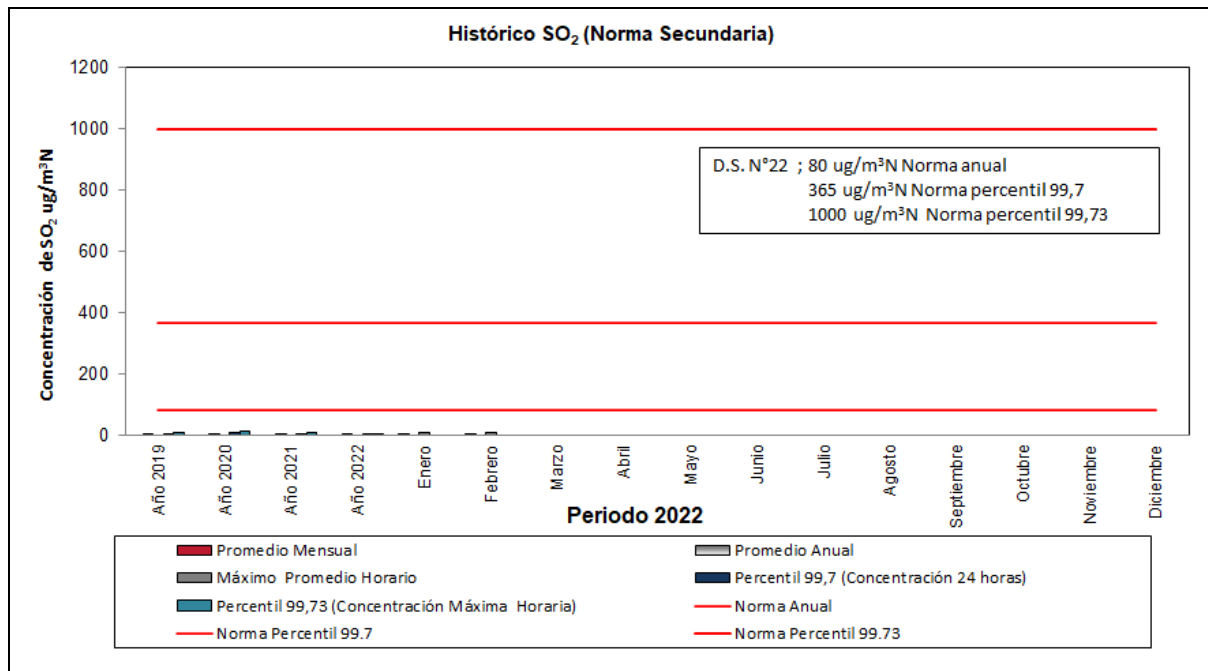 Histórico SO₂ (Norma Secundaria)
1200
1000
800
600
400
200
0
Concentración de SO₂ ug/m³N
D.S. N°22 ; 80 ug/m³N Norma anual
365 ug/m³N Norma percentil 99,7
1000 ug/m³N Norma percentil 99,73
Año 2019
Año 2020
Año 2021
Año 2022
Enero
Febrero
Marzo
Abril
Mayo
Junio
Julio
Agosto
Septiembre
Octubre
Noviembre
Diciembre
Periodo 2022
Promedio Mensual
Promedio Anual
Máximo Promedio Horario
Percentil 99,7 (Concentración 24 horas)
Percentil 99,73 (Concentración Máxima Horaria)
Norma Anual
Norma Percentil 99.7
Norma Percentil 99.73